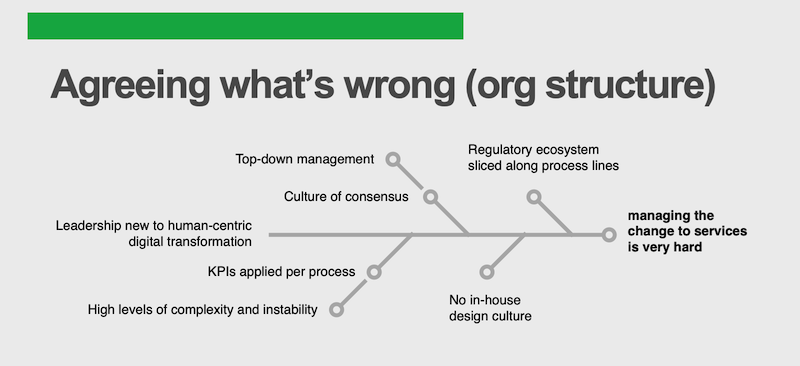 Agreeing what's wrong (org structure)
Top-down management
Regulatory ecosystem
sliced along process lines
Culture of consensus
Leadership new to human-centric
digital transformation
managing the
change to services
is very hard
KPIs applied per process
High levels of complexity and instability
No in-house
design culture